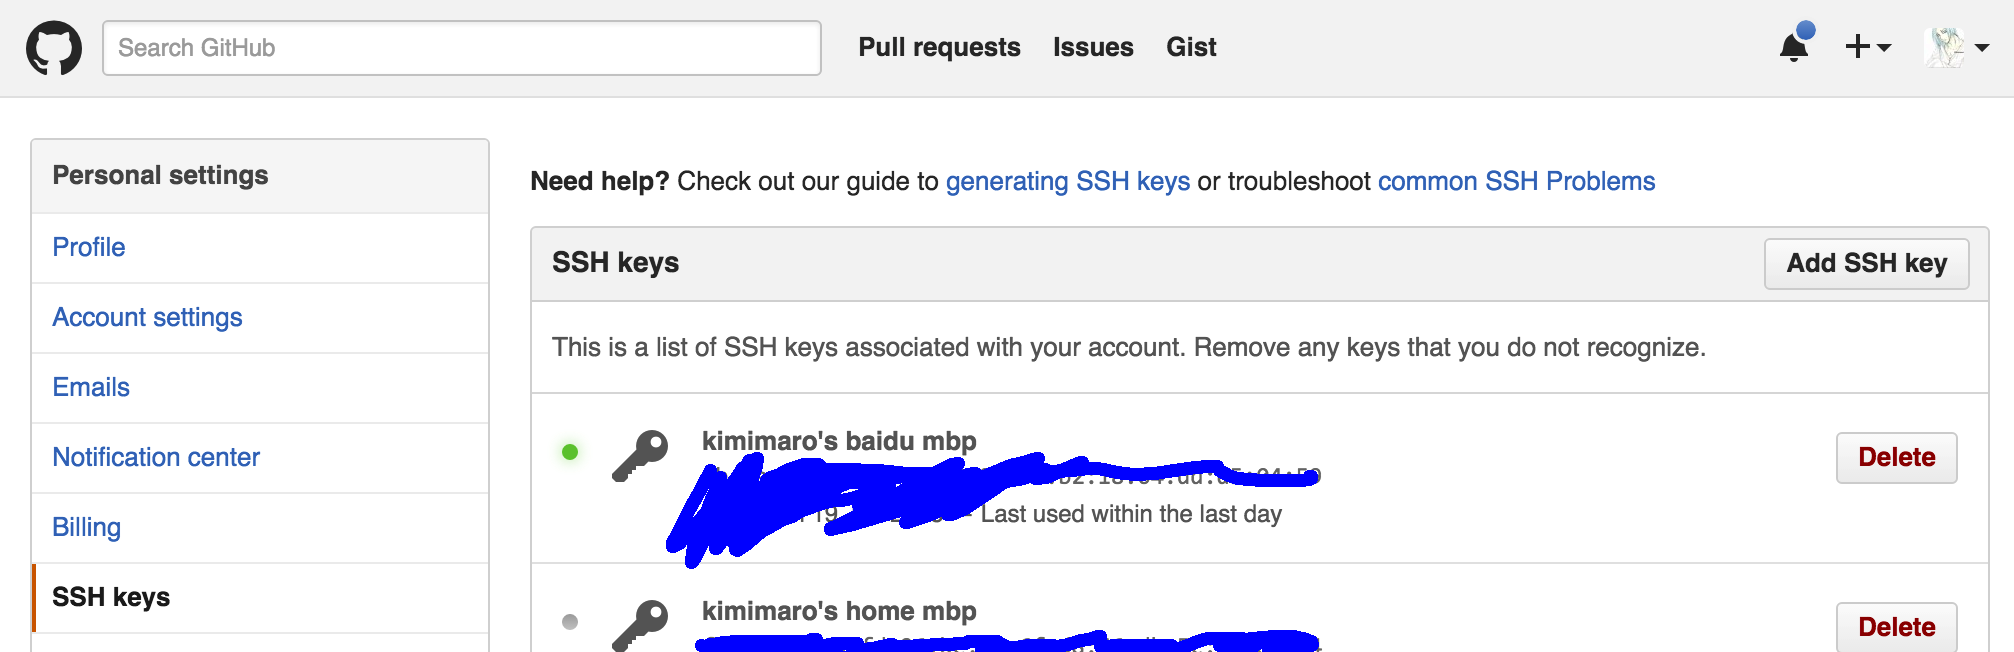 Search GitHub
Pull requests Issues Gist
Personal settings
Profile
Account settings
Emails
Notification center
Billing
SSH keys
Need help? Check out our guide to generating SSH keys or troubleshoot common SSH Problems
SSH keys
Add SSH key
This is a list of SSH keys associated with your account. Remove any keys that you do not recognize.
kimimaro's baidu mbp
Delete
Last used within the last day
kimimaro's home mbp
Delete